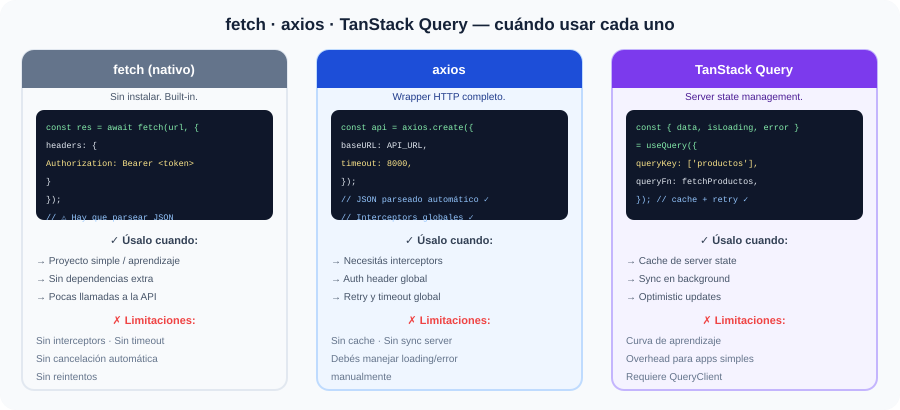 fetch · axios · TanStack Query — cuándo usar cada uno
fetch (nativo)
Sin instalar. Built-in.
const res = await fetch(url, {
headers: {
Authorization: Bearer <token>
}
});
// ⚠ Hay que parsear JSON
✓ Úsalo cuando:
→ Proyecto simple / aprendizaje
→ Sin dependencias extra
→ Pocas llamadas a la API
✗ Limitaciones:
Sin interceptors · Sin timeout
Sin cancelación automática
Sin reintentos
axios
Wrapper HTTP completo.
const api = axios.create({
baseURL: API_URL,
timeout: 8000,
});
// JSON parseado automático ✓
// Interceptors globales ✓
✓ Úsalo cuando:
→ Necesitás interceptors
→ Auth header global
→ Retry y timeout global
✗ Limitaciones:
Sin cache · Sin sync server
Debés manejar loading/error
manualmente
TanStack Query
Server state management.
const { data, isLoading, error }
= useQuery({
queryKey: ['productos'],
queryFn: fetchProductos,
}); // cache + retry ✓
✓ Úsalo cuando:
→ Cache de server state
→ Sync en background
→ Optimistic updates
✗ Limitaciones:
Curva de aprendizaje
Overhead para apps simples
Requiere QueryClient